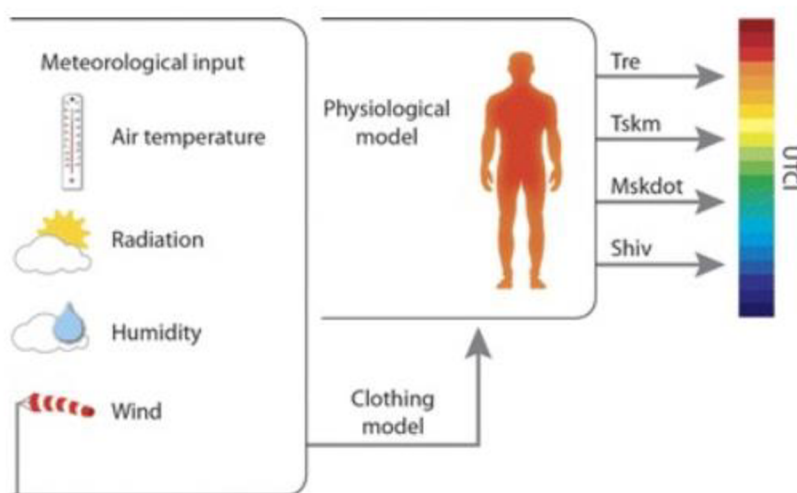 Meteorological input
Air temperature
Radiation
Humidity
Wind
Physiological
model
Clothing
model
Tre
Tskm
Mskdot
Shiv
UTCI